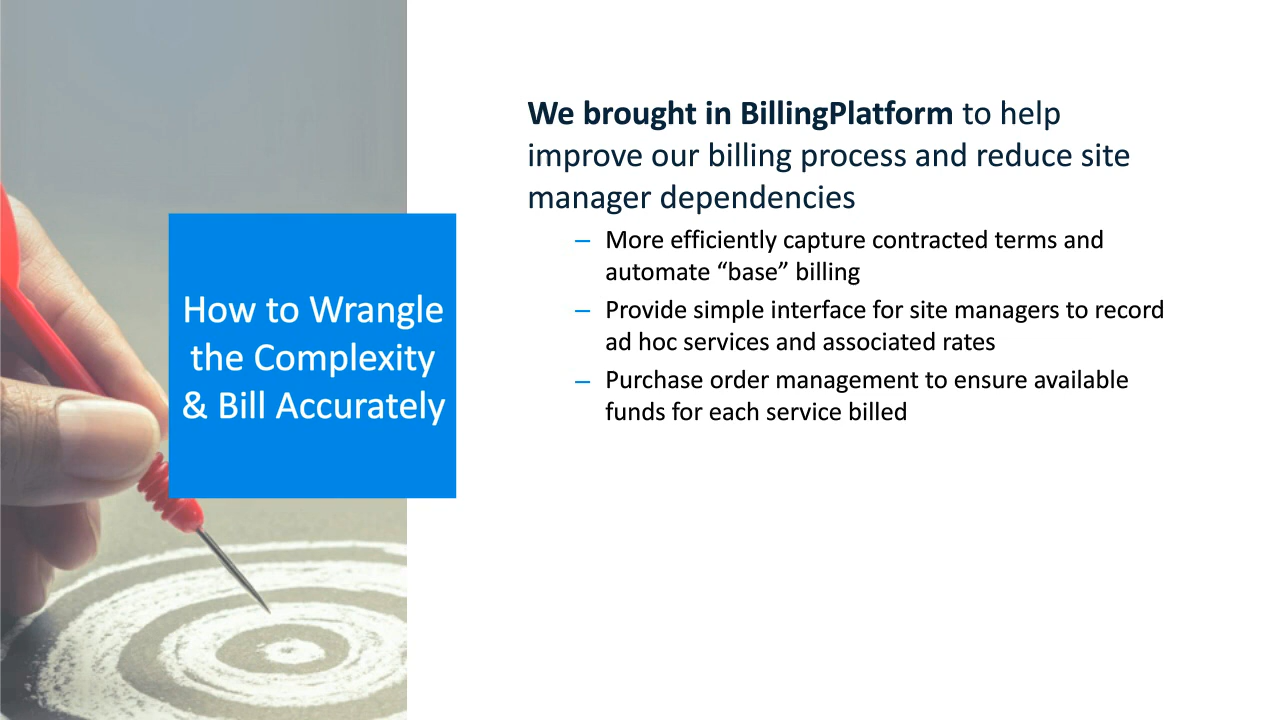 How to Wrangle
the Complexity
& Bill Accurately
We brought in BillingPlatform to help
improve our billing process and reduce site
manager dependencies
– More efficiently capture contracted terms and
automate “base” billing
– Provide simple interface for site managers to record
ad hoc services and associated rates
– Purchase order management to ensure available
funds for each service billed